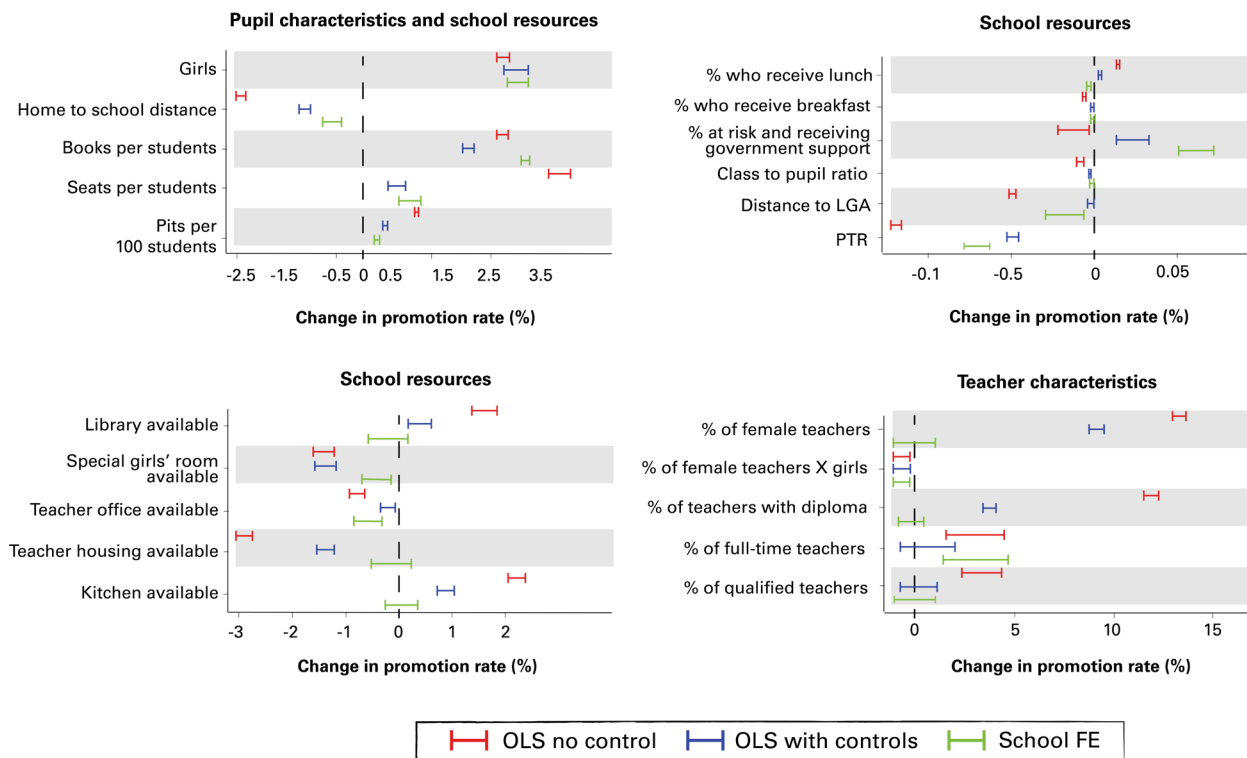 Pupil characteristics and school resources
Girls
Home to school distance
Books per students
Seats per students
Pits per
100 students
-2.5 -1.5 -0.5 0 0.5 1.5 2.5 3.5
Change in promotion rate (%)
School resources
% who receive lunch
% who receive breakfast
% at risk and receiving
government support
Class to pupil ratio
Distance to LGA
PTR
-0.1 -0.5 0 0.05
Change in promotion rate (%)
School resources
Library available
Special girls' room
available
Teacher office available
Teacher housing available
Kitchen available
-3 -2 -1 0 1 2
Change in promotion rate (%)
Teacher characteristics
% of female teachers
% of female teachers X girls
% of teachers with diploma
% of full-time teachers
% of qualified teachers
0 5 10 15
Change in promotion rate (%)
OLS no control OLS with controls School FE